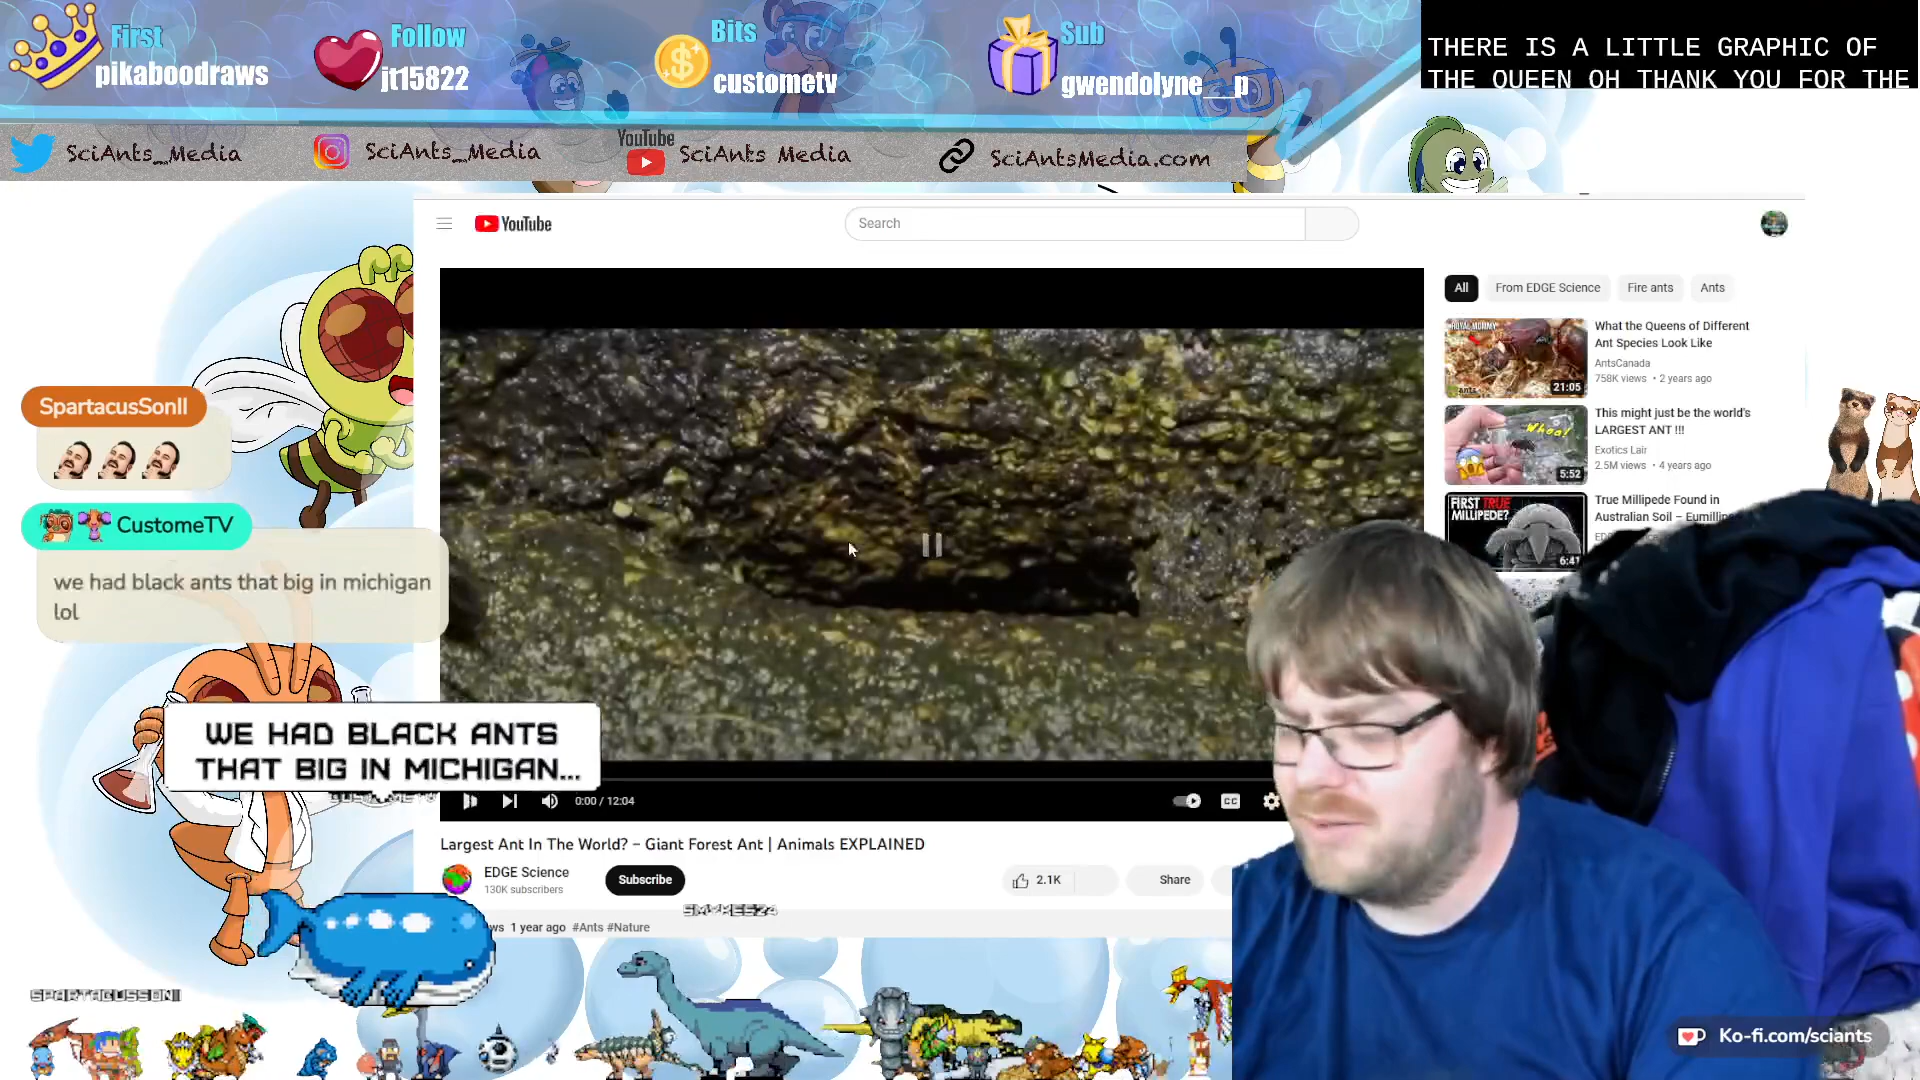 First
pikaboodraws
Follow
jt15822
Bits
custometv
Sub
gwendolyne__p
THERE IS A LITTLE GRAPHIC OF
THE QUEEN OH THANK YOU FOR THE
SciAnts_Media
SciAnts_Media
YouTube
SciAnts Media
SciAntsMedia.com
YouTube
Search
All
From EDGE Science
Fire ants
Ants
ROYAL MOMMY
21:05
What the Queens of Different
Ant Species Look Like
AntsCanada
758K views • 2 years ago
Whoa!
5:52
This might just be the world's
LARGEST ANT !!!
Exotics Lair
2.5M views • 4 years ago
FIRST TRUE
MILLIPEDE?
6:41
True Millipede Found in
Australian Soil –
SpartacusSonII
CustomeTV
we had black ants that big in michigan
lol
WE HAD BLACK ANTS
THAT BIG IN MICHIGAN...
0:00 / 12:04
CC
Largest Ant In The World? – Giant Forest Ant | Animals EXPLAINED
EDGE Science
130K subscribers
Subscribe
2.1K
Share
1 year ago #Ants #Nature
SPARTACUSSONII
Ko-fi.com/sciants